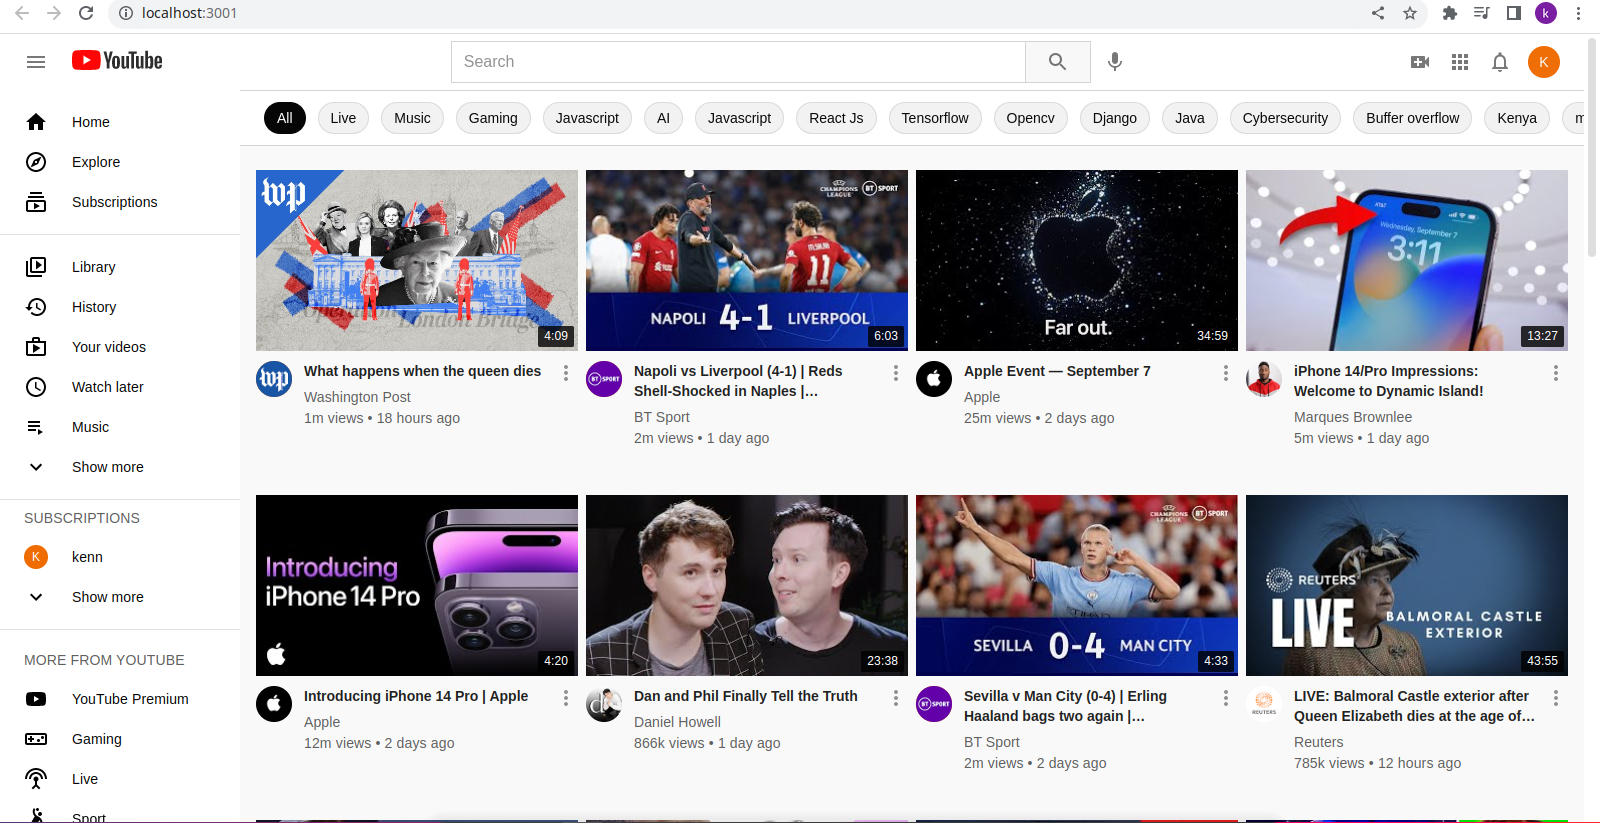 localhost:3001
k
YouTube
Search
K
Home
Explore
Subscriptions
Library
History
Your videos
Watch later
Music
Show more
SUBSCRIPTIONS
K
kenn
Show more
MORE FROM YOUTUBE
YouTube Premium
Gaming
Live
Sport
All
Live
Music
Gaming
Javascript
AI
Javascript
React Js
Tensorflow
Opencv
Django
Java
Cybersecurity
Buffer overflow
Kenya
m
wp
Operation London Bridge
4:09
wp
What happens when the queen dies
Washington Post
1m views • 18 hours ago
CHAMPIONS LEAGUE
BT SPORT
11
NAPOLI 4-1 LIVERPOOL
6:03
BT SPORT
Napoli vs Liverpool (4-1) | Reds
Shell-Shocked in Naples |...
BT Sport
2m views • 1 day ago
Far out.
34:59
Apple Event — September 7
Apple
25m views • 2 days ago
AT&T
Wednesday, September 7
3:11
13:27
iPhone 14/Pro Impressions:
Welcome to Dynamic Island!
Marques Brownlee
5m views • 1 day ago
Introducing
iPhone 14 Pro
4:20
Introducing iPhone 14 Pro | Apple
Apple
12m views • 2 days ago
23:38
Dan and Phil Finally Tell the Truth
Daniel Howell
866k views • 1 day ago
CHAMPIONS LEAGUE
BT SPORT
SEVILLA 0-4 MAN CITY
4:33
BT SPORT
Sevilla v Man City (0-4) | Erling
Haaland bags two again |...
BT Sport
2m views • 2 days ago
REUTERS
LIVE
BALMORAL CASTLE
EXTERIOR
43:55
REUTERS
LIVE: Balmoral Castle exterior after
Queen Elizabeth dies at the age of...
Reuters
785k views • 12 hours ago